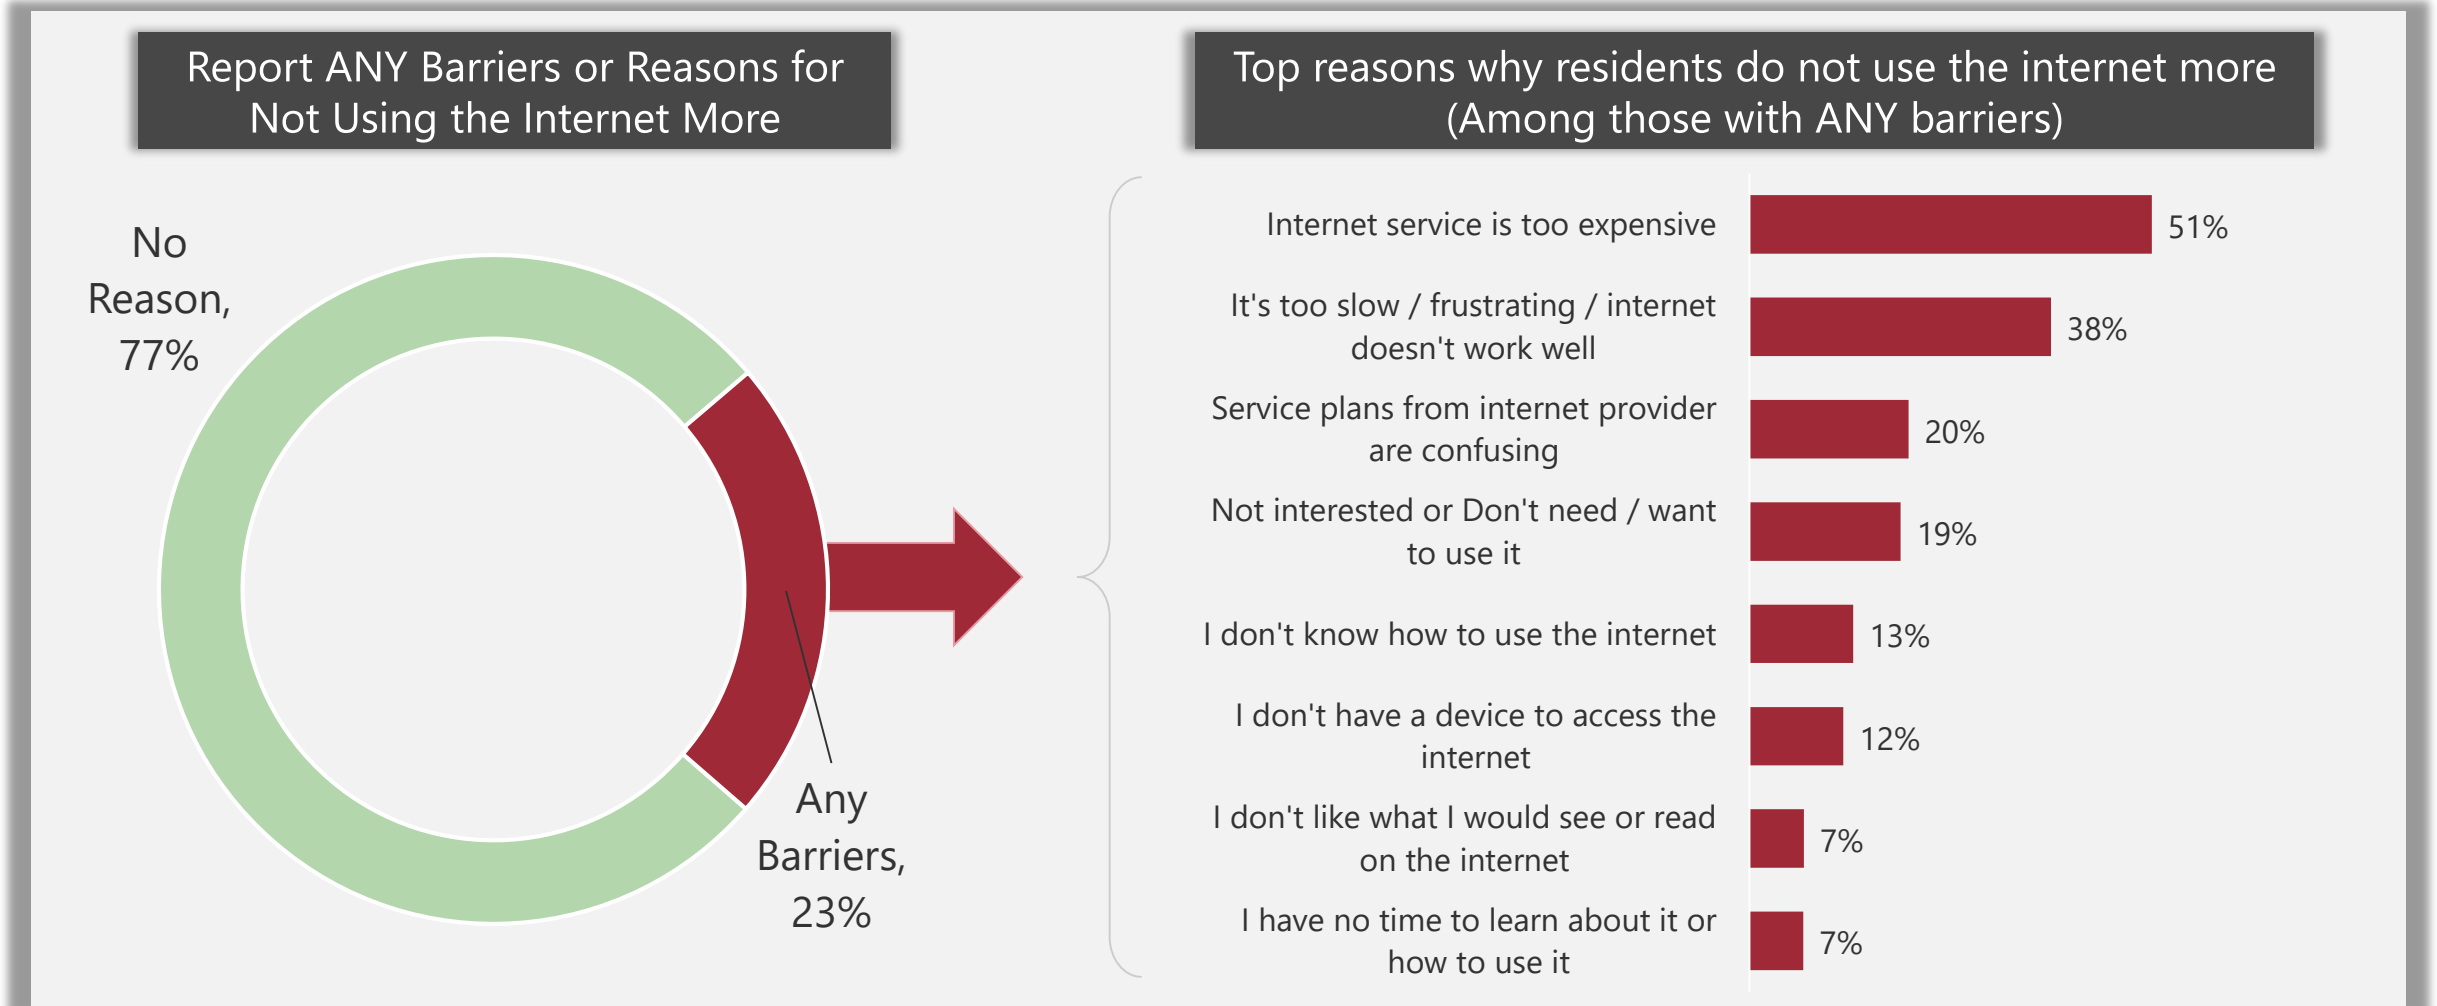 Report ANY Barriers or Reasons for
Not Using the Internet More
No
Reason,
77%
Any
Barriers,
23%
Top reasons why residents do not use the internet more
(Among those with ANY barriers)
Internet service is too expensive
51%
It's too slow / frustrating / internet
doesn't work well
38%
Service plans from internet provider
are confusing
20%
Not interested or Don't need / want
to use it
19%
I don't know how to use the internet
13%
I don't have a device to access the
internet
12%
I don't like what I would see or read
on the internet
7%
I have no time to learn about it or
how to use it
7%